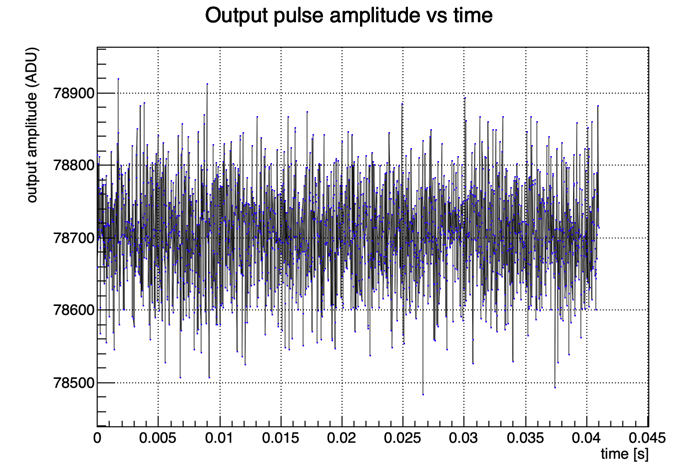 Output pulse amplitude vs time
output amplitude (ADU)
78900
78800
78700
78600
78500
0 0.005 0.01 0.015 0.02 0.025 0.03 0.035 0.04 0.045
time [s]